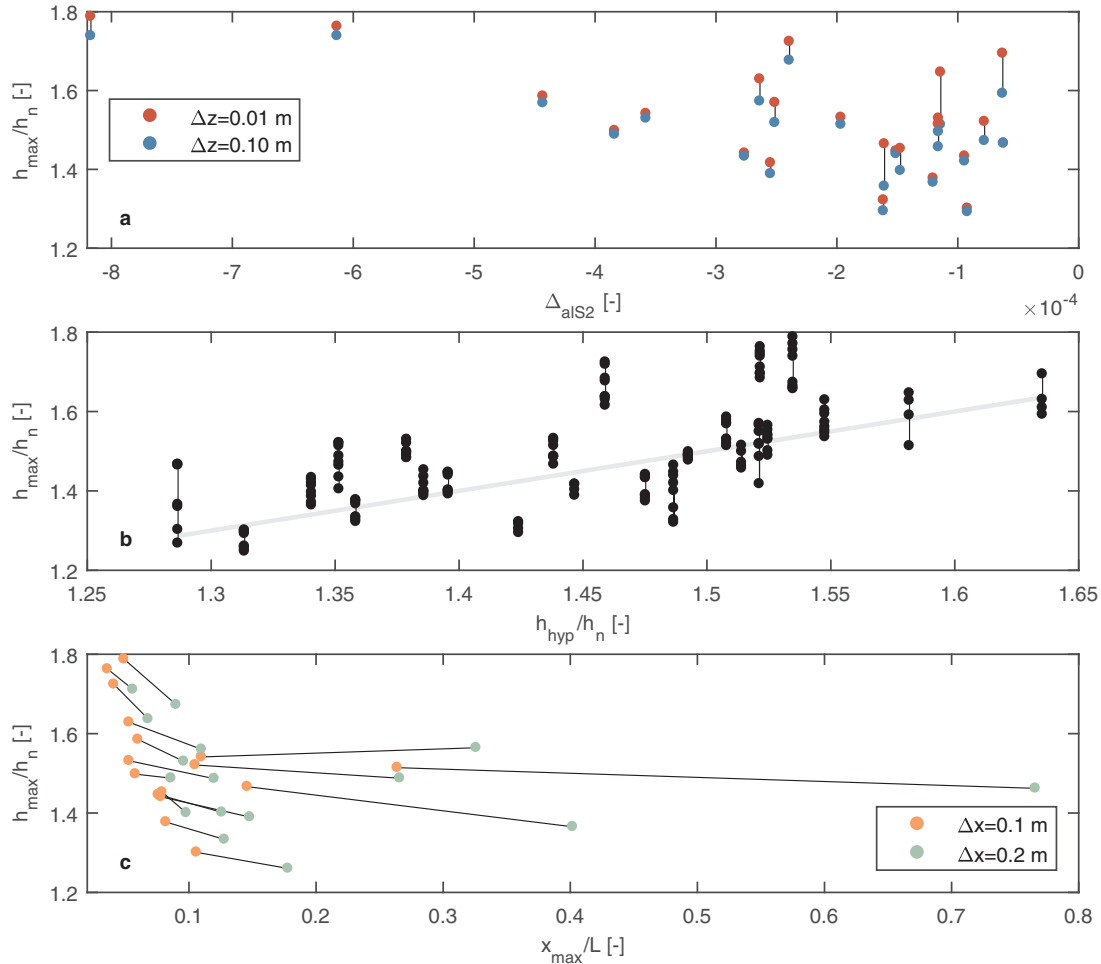 1.8
1.6
1.4
1.2
h_max/h_n [-]
Δz=0.01 m
Δz=0.10 m
a
-8 -7 -6 -5 -4 -3 -2 -1 0
Δ_alS2 [-]
×10^-4
1.8
1.6
1.4
1.2
h_max/h_n [-]
b
1.25 1.3 1.35 1.4 1.45 1.5 1.55 1.6 1.65
h_hyp/h_n [-]
1.8
1.6
1.4
1.2
h_max/h_n [-]
Δx=0.1 m
Δx=0.2 m
c
0.1 0.2 0.3 0.4 0.5 0.6 0.7 0.8
x_max/L [-]